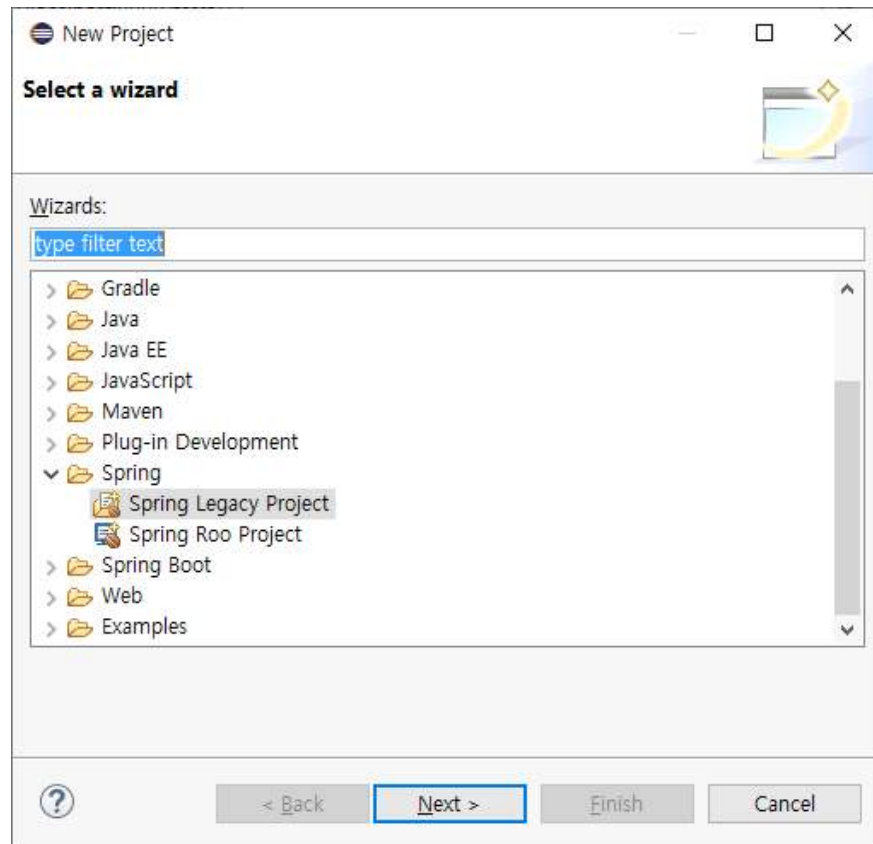 New Project
Select a wizard
Wizards:
type filter text
Gradle
Java
Java EE
JavaScript
Maven
Plug-in Development
Spring
Spring Legacy Project
Spring Roo Project
Spring Boot
Web
Examples
?
< Back Next > Finish Cancel